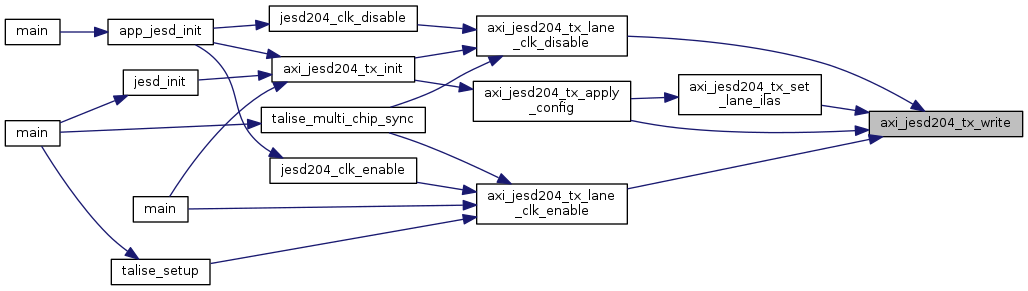 main
app_jesd_init
jesd204_clk_disable
axi_jesd204_tx_lane
_clk_disable
axi_jesd204_tx_init
jesd_init
axi_jesd204_tx_apply
_config
axi_jesd204_tx_set
_lane_ilas
axi_jesd204_tx_write
main
talise_multi_chip_sync
jesd204_clk_enable
main
axi_jesd204_tx_lane
_clk_enable
talise_setup